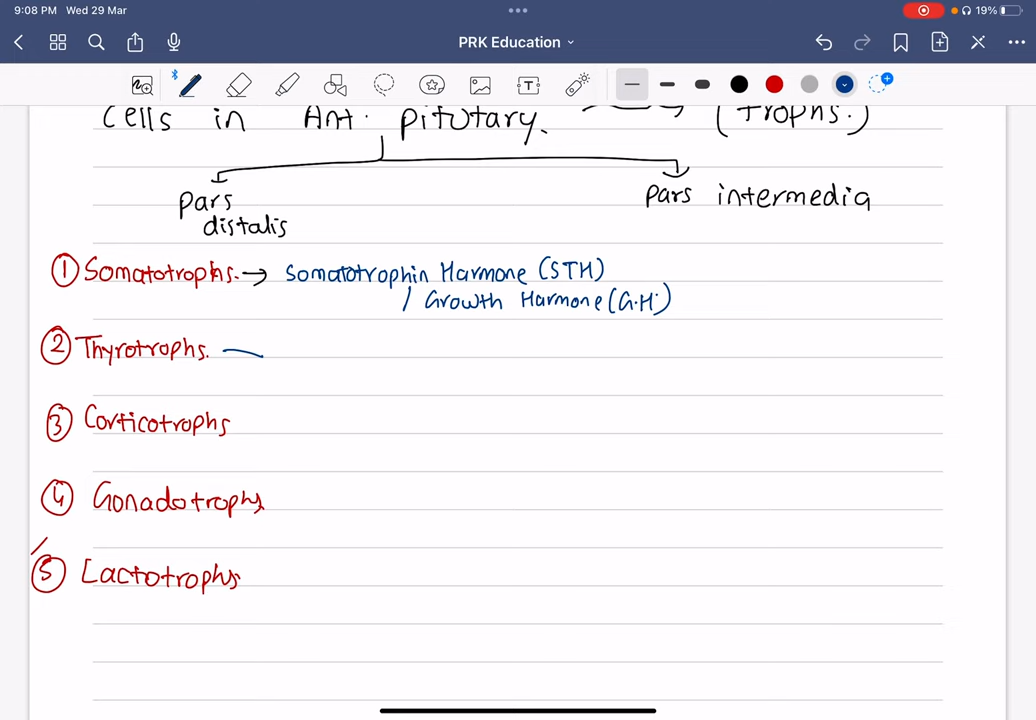 9:08 PM Wed 29 Mar
19%
PRK Education
T
Cells in Ant. pitutary. (trophs.)
pars distalis
pars intermedia
① Somatotrophs. → Somatotrophin Harmone (STH)
/ Growth Harmone (G.H.)
② Thyrotrophs.
③ Corticotrophs
④ Gonadotrophs
⑤ Lactotrophs